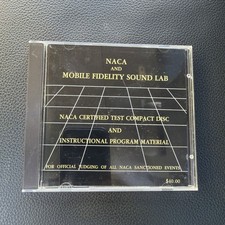 NACA
AND
MOBILE FIDELITY SOUND LAB
NACA CERTIFIED TEST COMPACT DISC
AND
INSTRUCTIONAL PROGRAM MATERIAL
FOR OFFICIAL JUDGING OF ALL NACA SANCTIONED EVENTS
$40.00